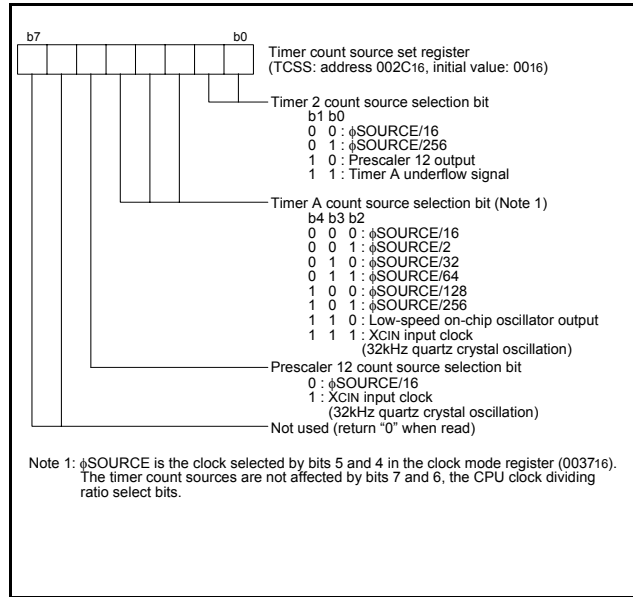 b7 b0
Timer count source set register
(TCSS: address 002C16, initial value: 0016)
Timer 2 count source selection bit
b1 b0
0 0 : ϕSOURCE/16
0 1 : ϕSOURCE/256
1 0 : Prescaler 12 output
1 1 : Timer A underflow signal
Timer A count source selection bit (Note 1)
b4 b3 b2
0 0 0 : ϕSOURCE/16
0 0 1 : ϕSOURCE/2
0 1 0 : ϕSOURCE/32
0 1 1 : ϕSOURCE/64
1 0 0 : ϕSOURCE/128
1 0 1 : ϕSOURCE/256
1 1 0 : Low-speed on-chip oscillator output
1 1 1 : XCIN input clock
(32kHz quartz crystal oscillation)
Prescaler 12 count source selection bit
0 : ϕSOURCE/16
1 : XCIN input clock
(32kHz quartz crystal oscillation)
Not used (return “0” when read)
Note 1: ϕSOURCE is the clock selected by bits 5 and 4 in the clock mode register (003716).
The timer count sources are not affected by bits 7 and 6, the CPU clock dividing
ratio select bits.